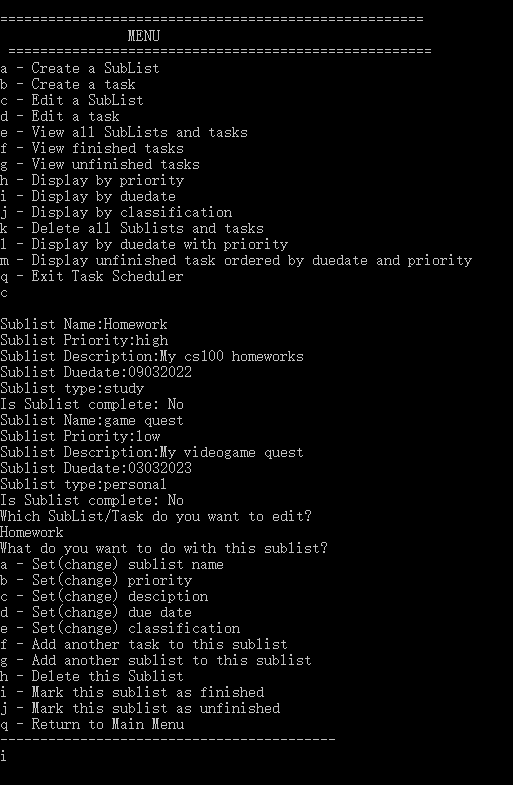 =====================================================
MENU
=====================================================
a - Create a SubList
b - Create a task
c - Edit a SubList
d - Edit a task
e - View all SubLists and tasks
f - View finished tasks
g - View unfinished tasks
h - Display by priority
i - Display by duedate
j - Display by classification
k - Delete all Sublists and tasks
l - Display by duedate with priority
m - Display unfinished task ordered by duedate and priority
q - Exit Task Scheduler
c
Sublist Name:Homework
Sublist Priority:high
Sublist Description:My cs100 homeworks
Sublist Duedate:09032022
Sublist type:study
Is Sublist complete: No
Sublist Name:game quest
Sublist Priority:low
Sublist Description:My videogame quest
Sublist Duedate:03032023
Sublist type:personal
Is Sublist complete: No
Which SubList/Task do you want to edit?
Homework
What do you want to do with this sublist?
a - Set(change) sublist name
b - Set(change) priority
c - Set(change) desciption
d - Set(change) due date
e - Set(change) classification
f - Add another task to this sublist
g - Add another sublist to this sublist
h - Delete this Sublist
i - Mark this sublist as finished
j - Mark this sublist as unfinished
q - Return to Main Menu
------------------------------------------
i